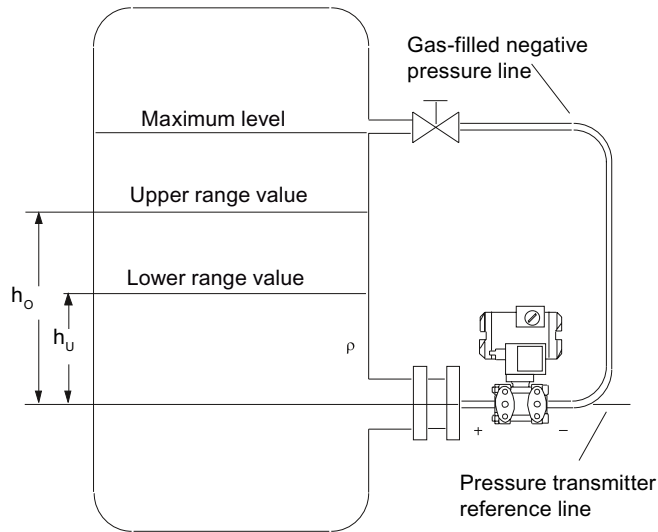 Gas-filled negative
pressure line
Maximum level
Upper range value
Lower range value
hO
hU
ρ
+
−
Pressure transmitter
reference line